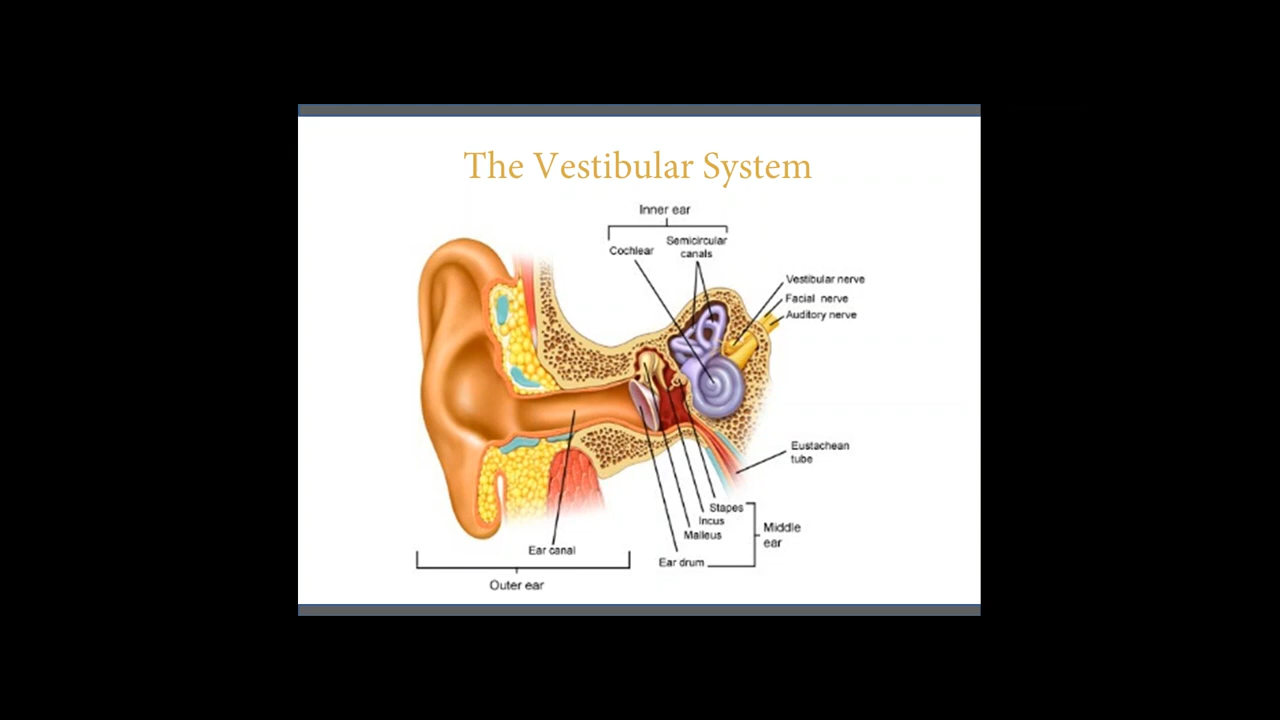 The Vestibular System
Inner ear
Cochlear
Semicircular
canals
Vestibular nerve
Facial nerve
Auditory nerve
Eustachean
tube
Stapes
Incus
Malleus
Ear drum
Middle
ear
Ear canal
Outer ear